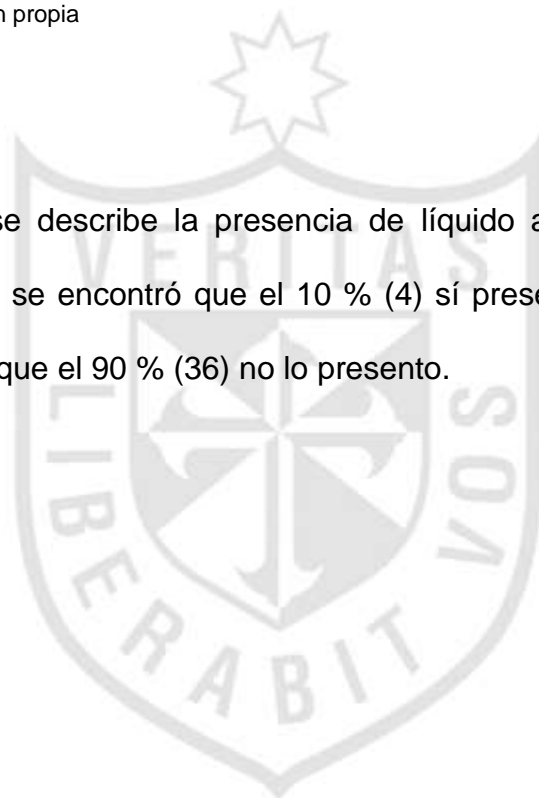 n propia
se describe la presencia de líquido a
se encontró que el 10 % (4) sí prese
que el 90 % (36) no lo presento.
VERITAS
LIBERABIT VOS